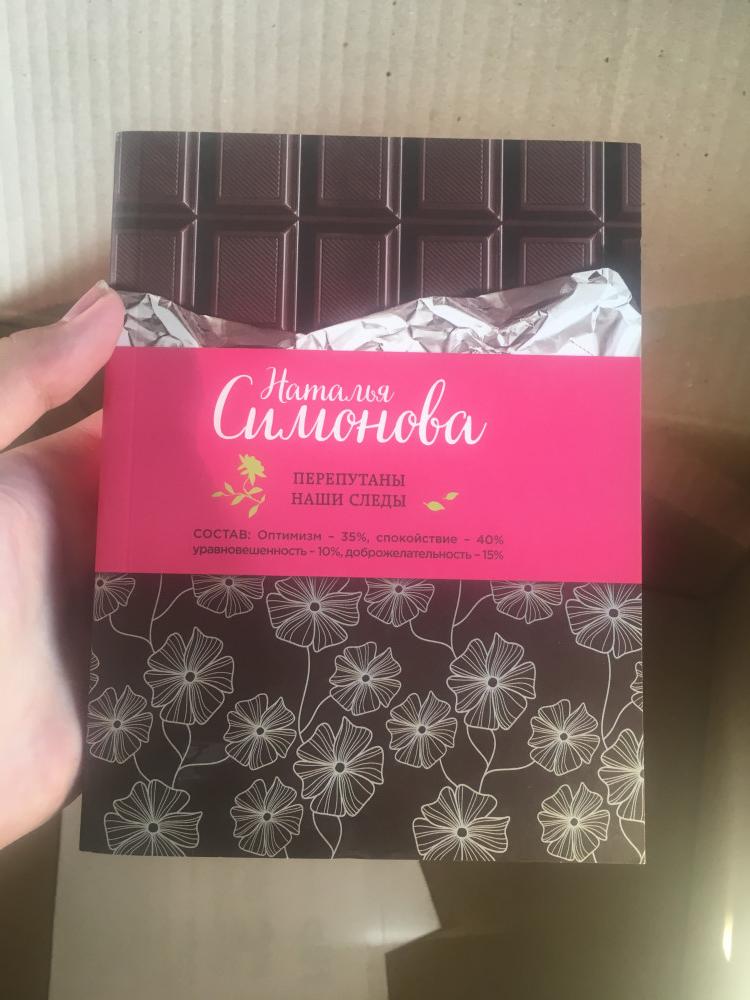 Наталья
Симонова
ПЕРЕПУТАНЫ
НАШИ СЛЕДЫ
СОСТАВ: Оптимизм – 35%, спокойствие – 40%
уравновешенность – 10%, доброжелательность – 15%